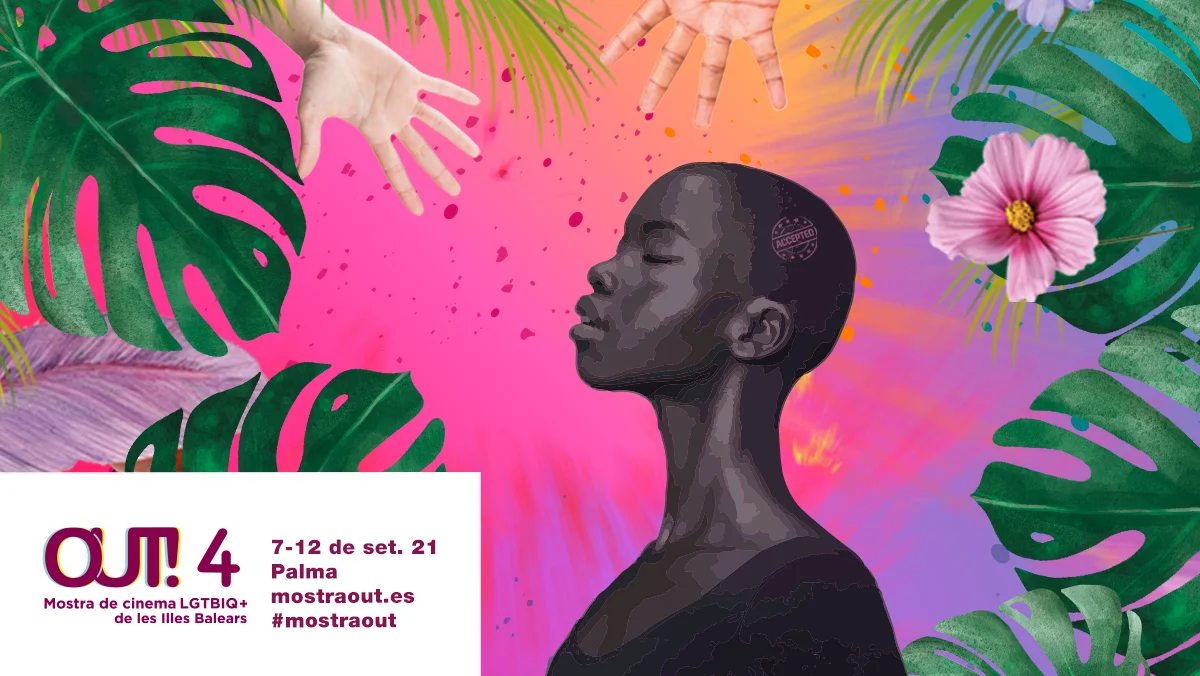 ACCEPTED
OUT! 4
Mostra de cinema LGTBIQ+
de les Illes Balears
7-12 de set. 21
Palma
mostraout.es
#mostraout